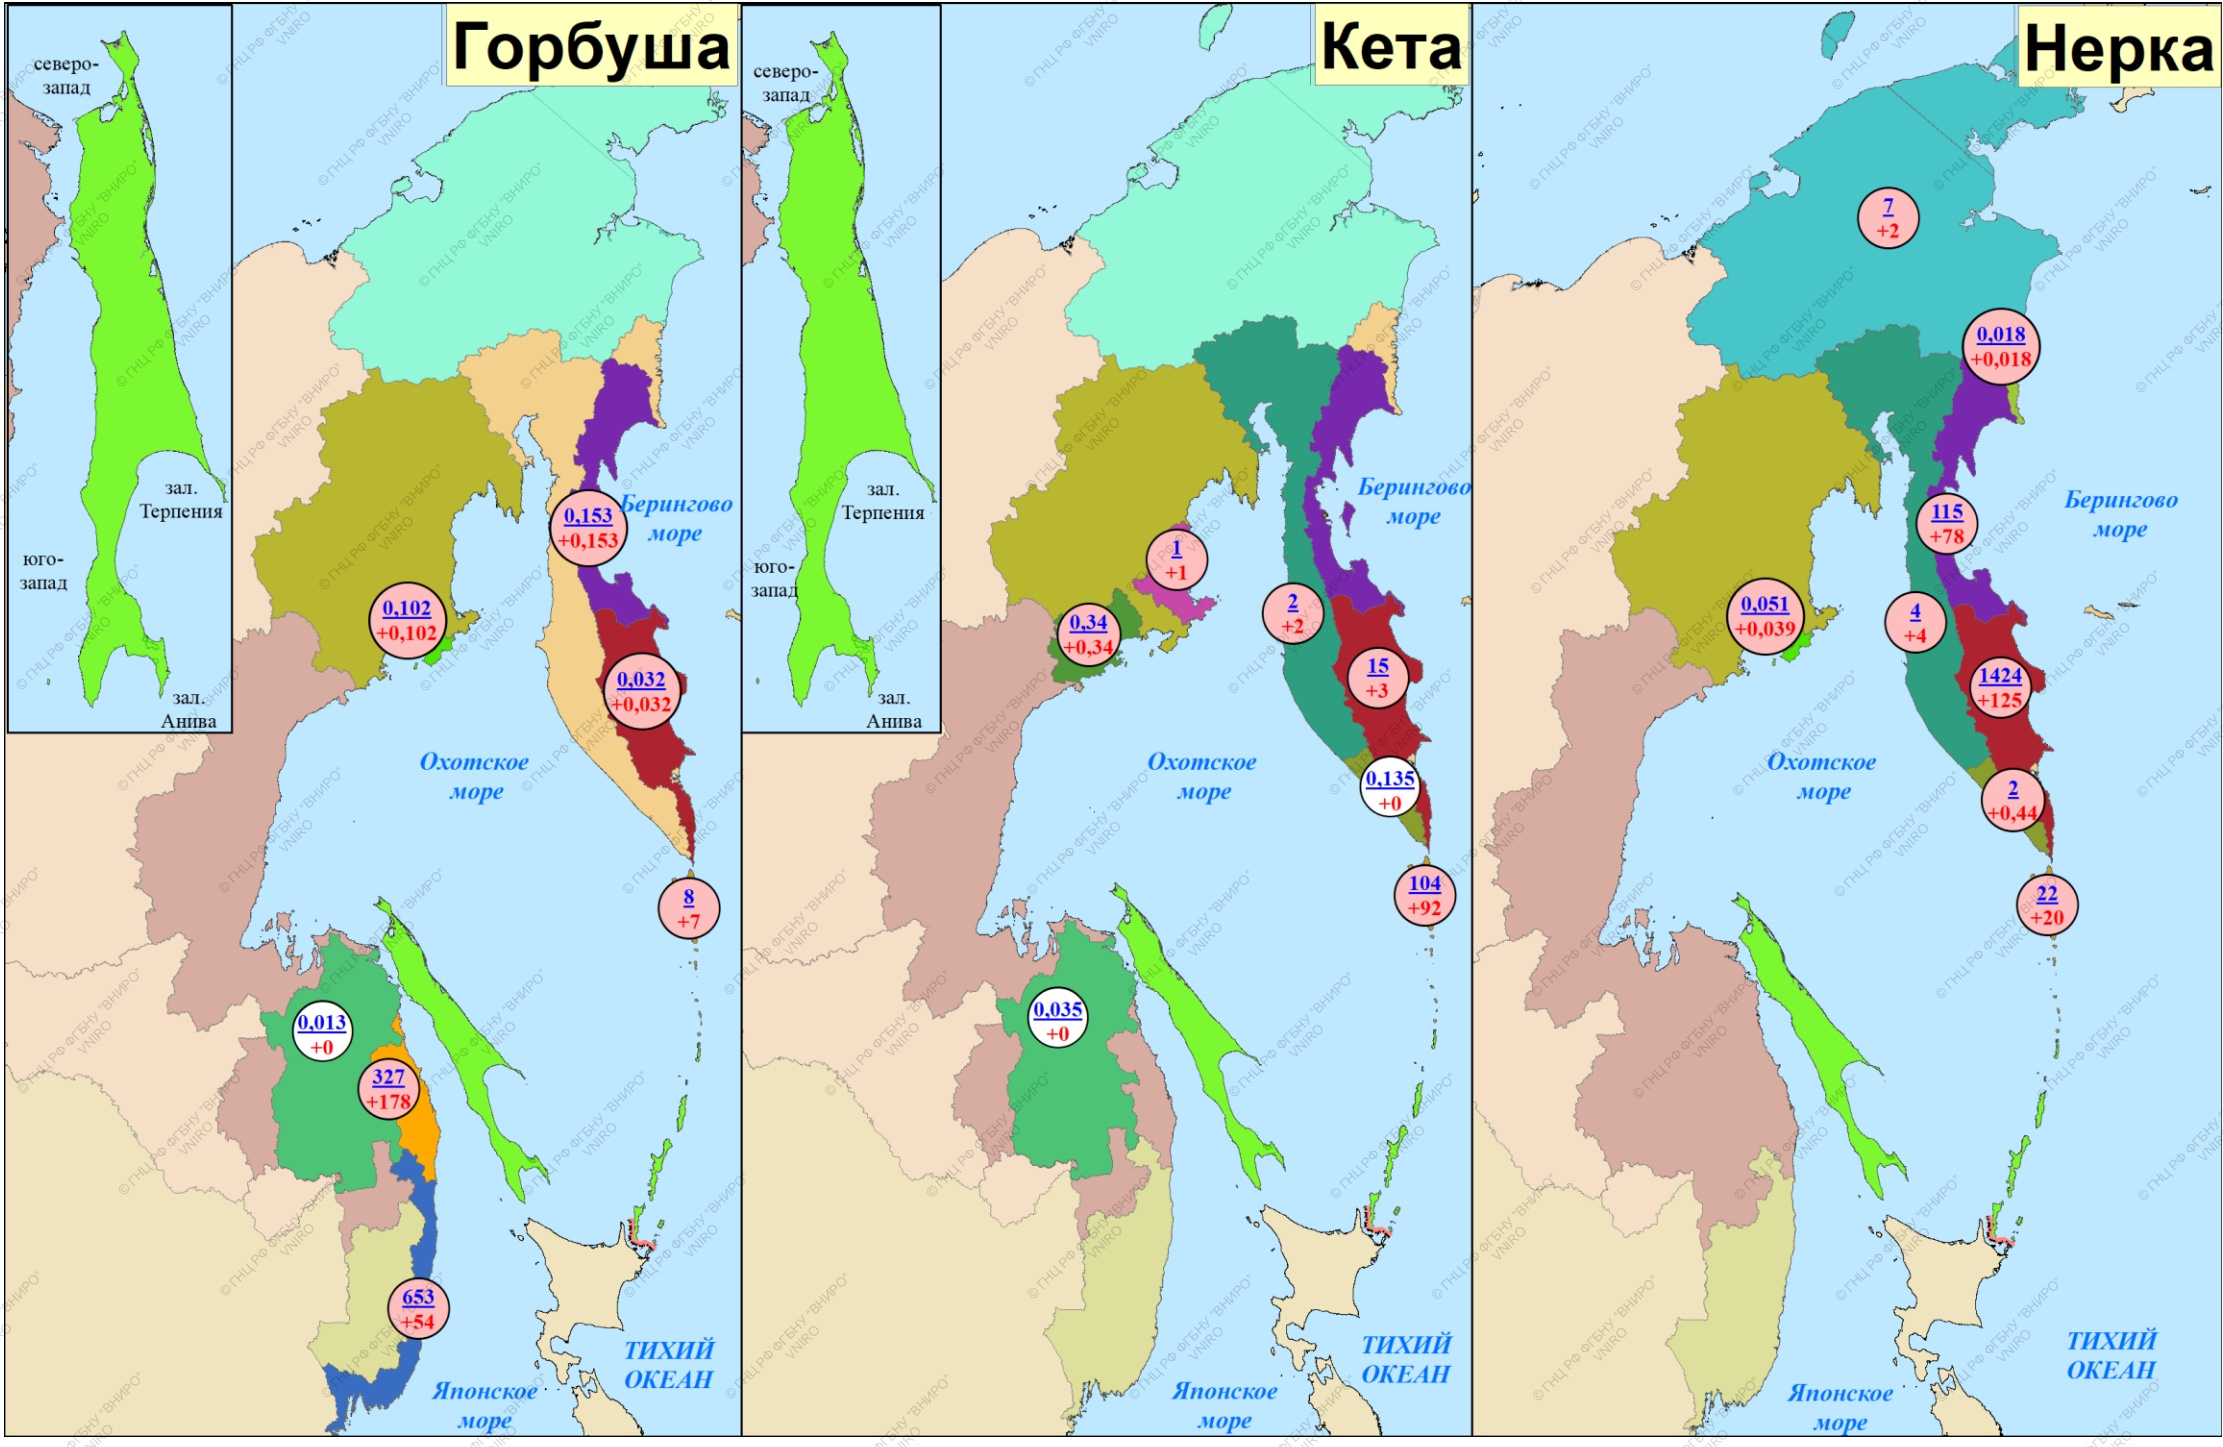 Горбуша
северо-
запад
зал.
Терпения
юго-
запад
зал.
Анива
Берингово
море
0,153
+0,153
0,102
+0,102
0,032
+0,032
Охотское
море
8
+7
0,013
+0
327
+178
653
+54
ТИХИЙ
ОКЕАН
Японское
море
Кета
северо-
запад
зал.
Терпения
юго-
запад
зал.
Анива
Берингово
море
1
+1
2
+2
0,34
+0,34
15
+3
Охотское
море
0,135
+0
104
+92
0,035
+0
ТИХИЙ
ОКЕАН
Японское
море
Нерка
7
+2
0,018
+0,018
Берингово
море
115
+78
0,051
+0,039
4
+4
1424
+125
Охотское
море
2
+0,44
22
+20
ТИХИЙ
ОКЕАН
Японское
море
© ГНЦ РФ ФГБНУ "ВНИРО"
VNIRO